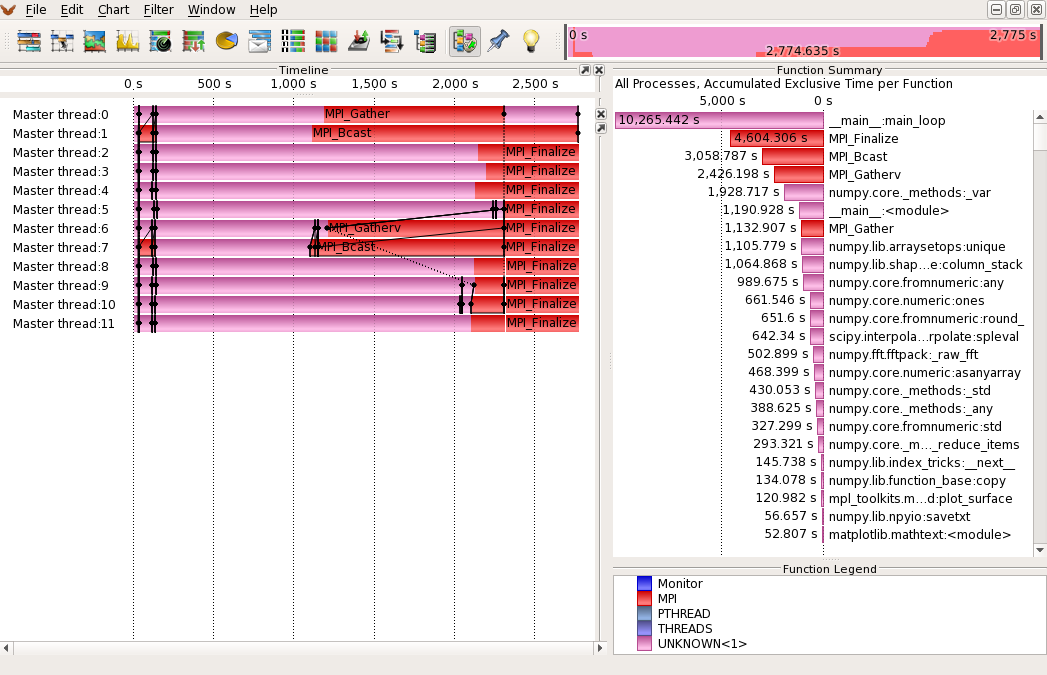 File Edit Chart Filter Window Help
0 s 2,775 s
2,774.635 s
Timeline
0 s 500 s 1,000 s 1,500 s 2,000 s 2,500 s
Master thread:0 MPI_Gather
Master thread:1 MPI_Bcast
Master thread:2 MPI_Finalize
Master thread:3 MPI_Finalize
Master thread:4 MPI_Finalize
Master thread:5 MPI_Finalize
Master thread:6 MPI_Gatherv MPI_Finalize
Master thread:7 MPI_Bcast MPI_Finalize
Master thread:8 MPI_Finalize
Master thread:9 MPI_Finalize
Master thread:10 MPI_Finalize
Master thread:11 MPI_Finalize
Function Summary
All Processes, Accumulated Exclusive Time per Function
5,000 s 0 s
10,265.442 s __main__:main_loop
4,604.306 s MPI_Finalize
3,058.787 s MPI_Bcast
2,426.198 s MPI_Gatherv
1,928.717 s numpy.core._methods:_var
1,190.928 s __main__:<module>
1,132.907 s MPI_Gather
1,105.779 s numpy.lib.arraysetops:unique
1,064.868 s numpy.lib.shap...e:column_stack
989.675 s numpy.core.fromnumeric:any
661.546 s numpy.core.numeric:ones
651.6 s numpy.core.fromnumeric:round_
642.34 s scipy.interpola...rpolate:spleval
502.899 s numpy.fft.fftpack:_raw_fft
468.399 s numpy.core.numeric:asanyarray
430.053 s numpy.core._methods:_std
388.625 s numpy.core._methods:_any
327.299 s numpy.core.fromnumeric:std
293.321 s numpy.core._m..._reduce_items
145.738 s numpy.lib.index_tricks:__next__
134.078 s numpy.lib.function_base:copy
120.982 s mpl_toolkits.m...d:plot_surface
56.657 s numpy.lib.npyio:savetxt
52.807 s matplotlib.mathtext:<module>
Function Legend
Monitor
MPI
PTHREAD
THREADS
UNKNOWN<1>